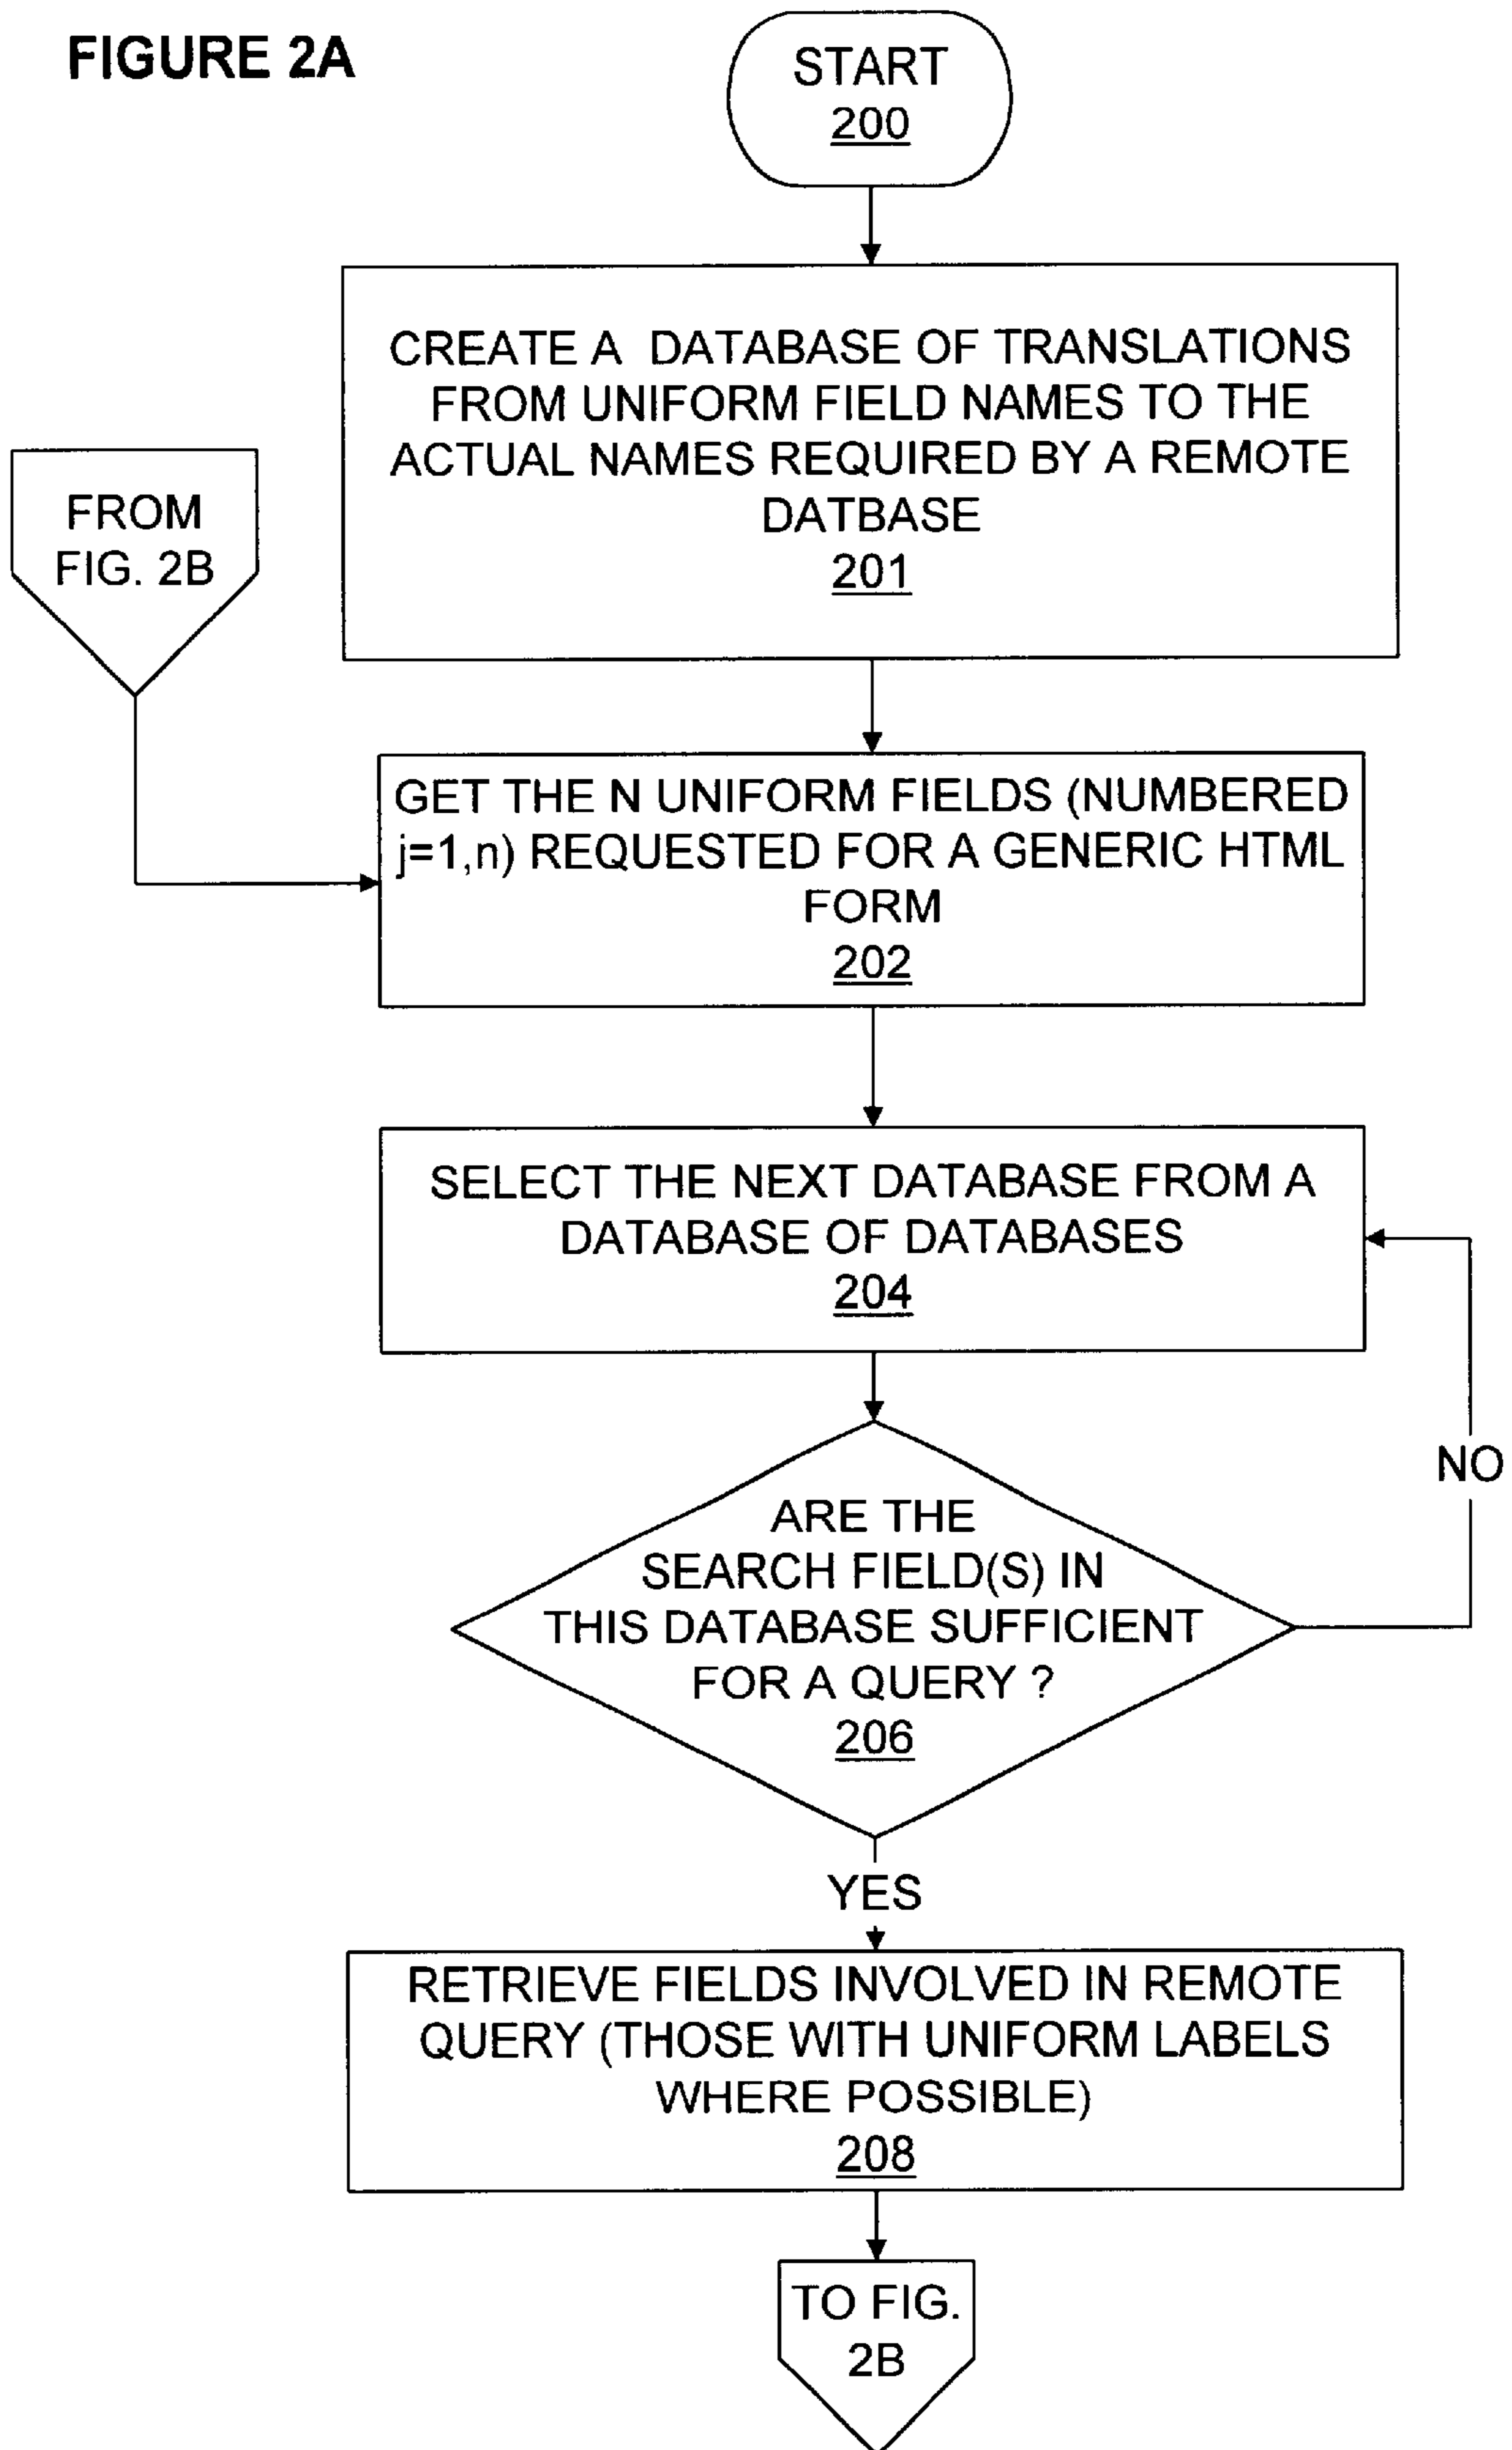 FIGURE 2A
START
200
CREATE A DATABASE OF TRANSLATIONS
FROM UNIFORM FIELD NAMES TO THE
ACTUAL NAMES REQUIRED BY A REMOTE
DATBASE
201
FROM
FIG. 2B
GET THE N UNIFORM FIELDS (NUMBERED
j=1,n) REQUESTED FOR A GENERIC HTML
FORM
202
SELECT THE NEXT DATABASE FROM A
DATABASE OF DATABASES
204
NO
ARE THE
SEARCH FIELD(S) IN
THIS DATABASE SUFFICIENT
FOR A QUERY ?
206
YES
RETRIEVE FIELDS INVOLVED IN REMOTE
QUERY (THOSE WITH UNIFORM LABELS
WHERE POSSIBLE)
208
TO FIG.
2B